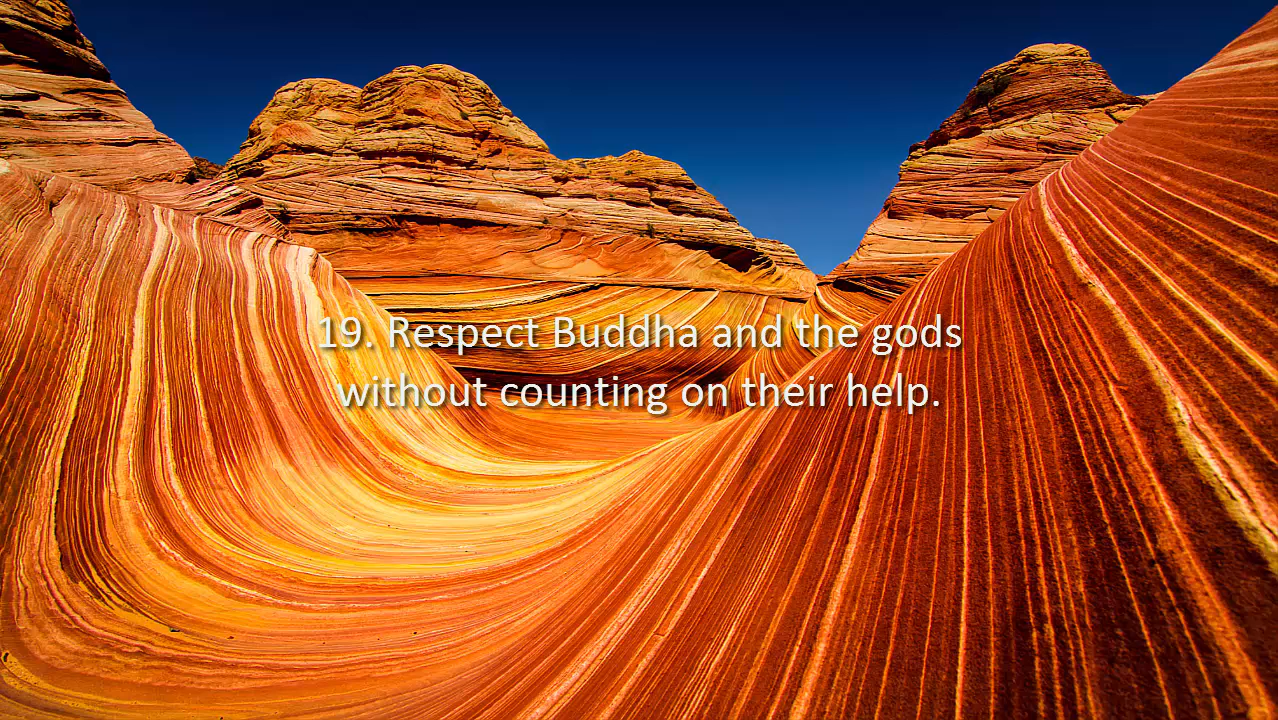 19. Respect Buddha and the gods
without counting on their help.